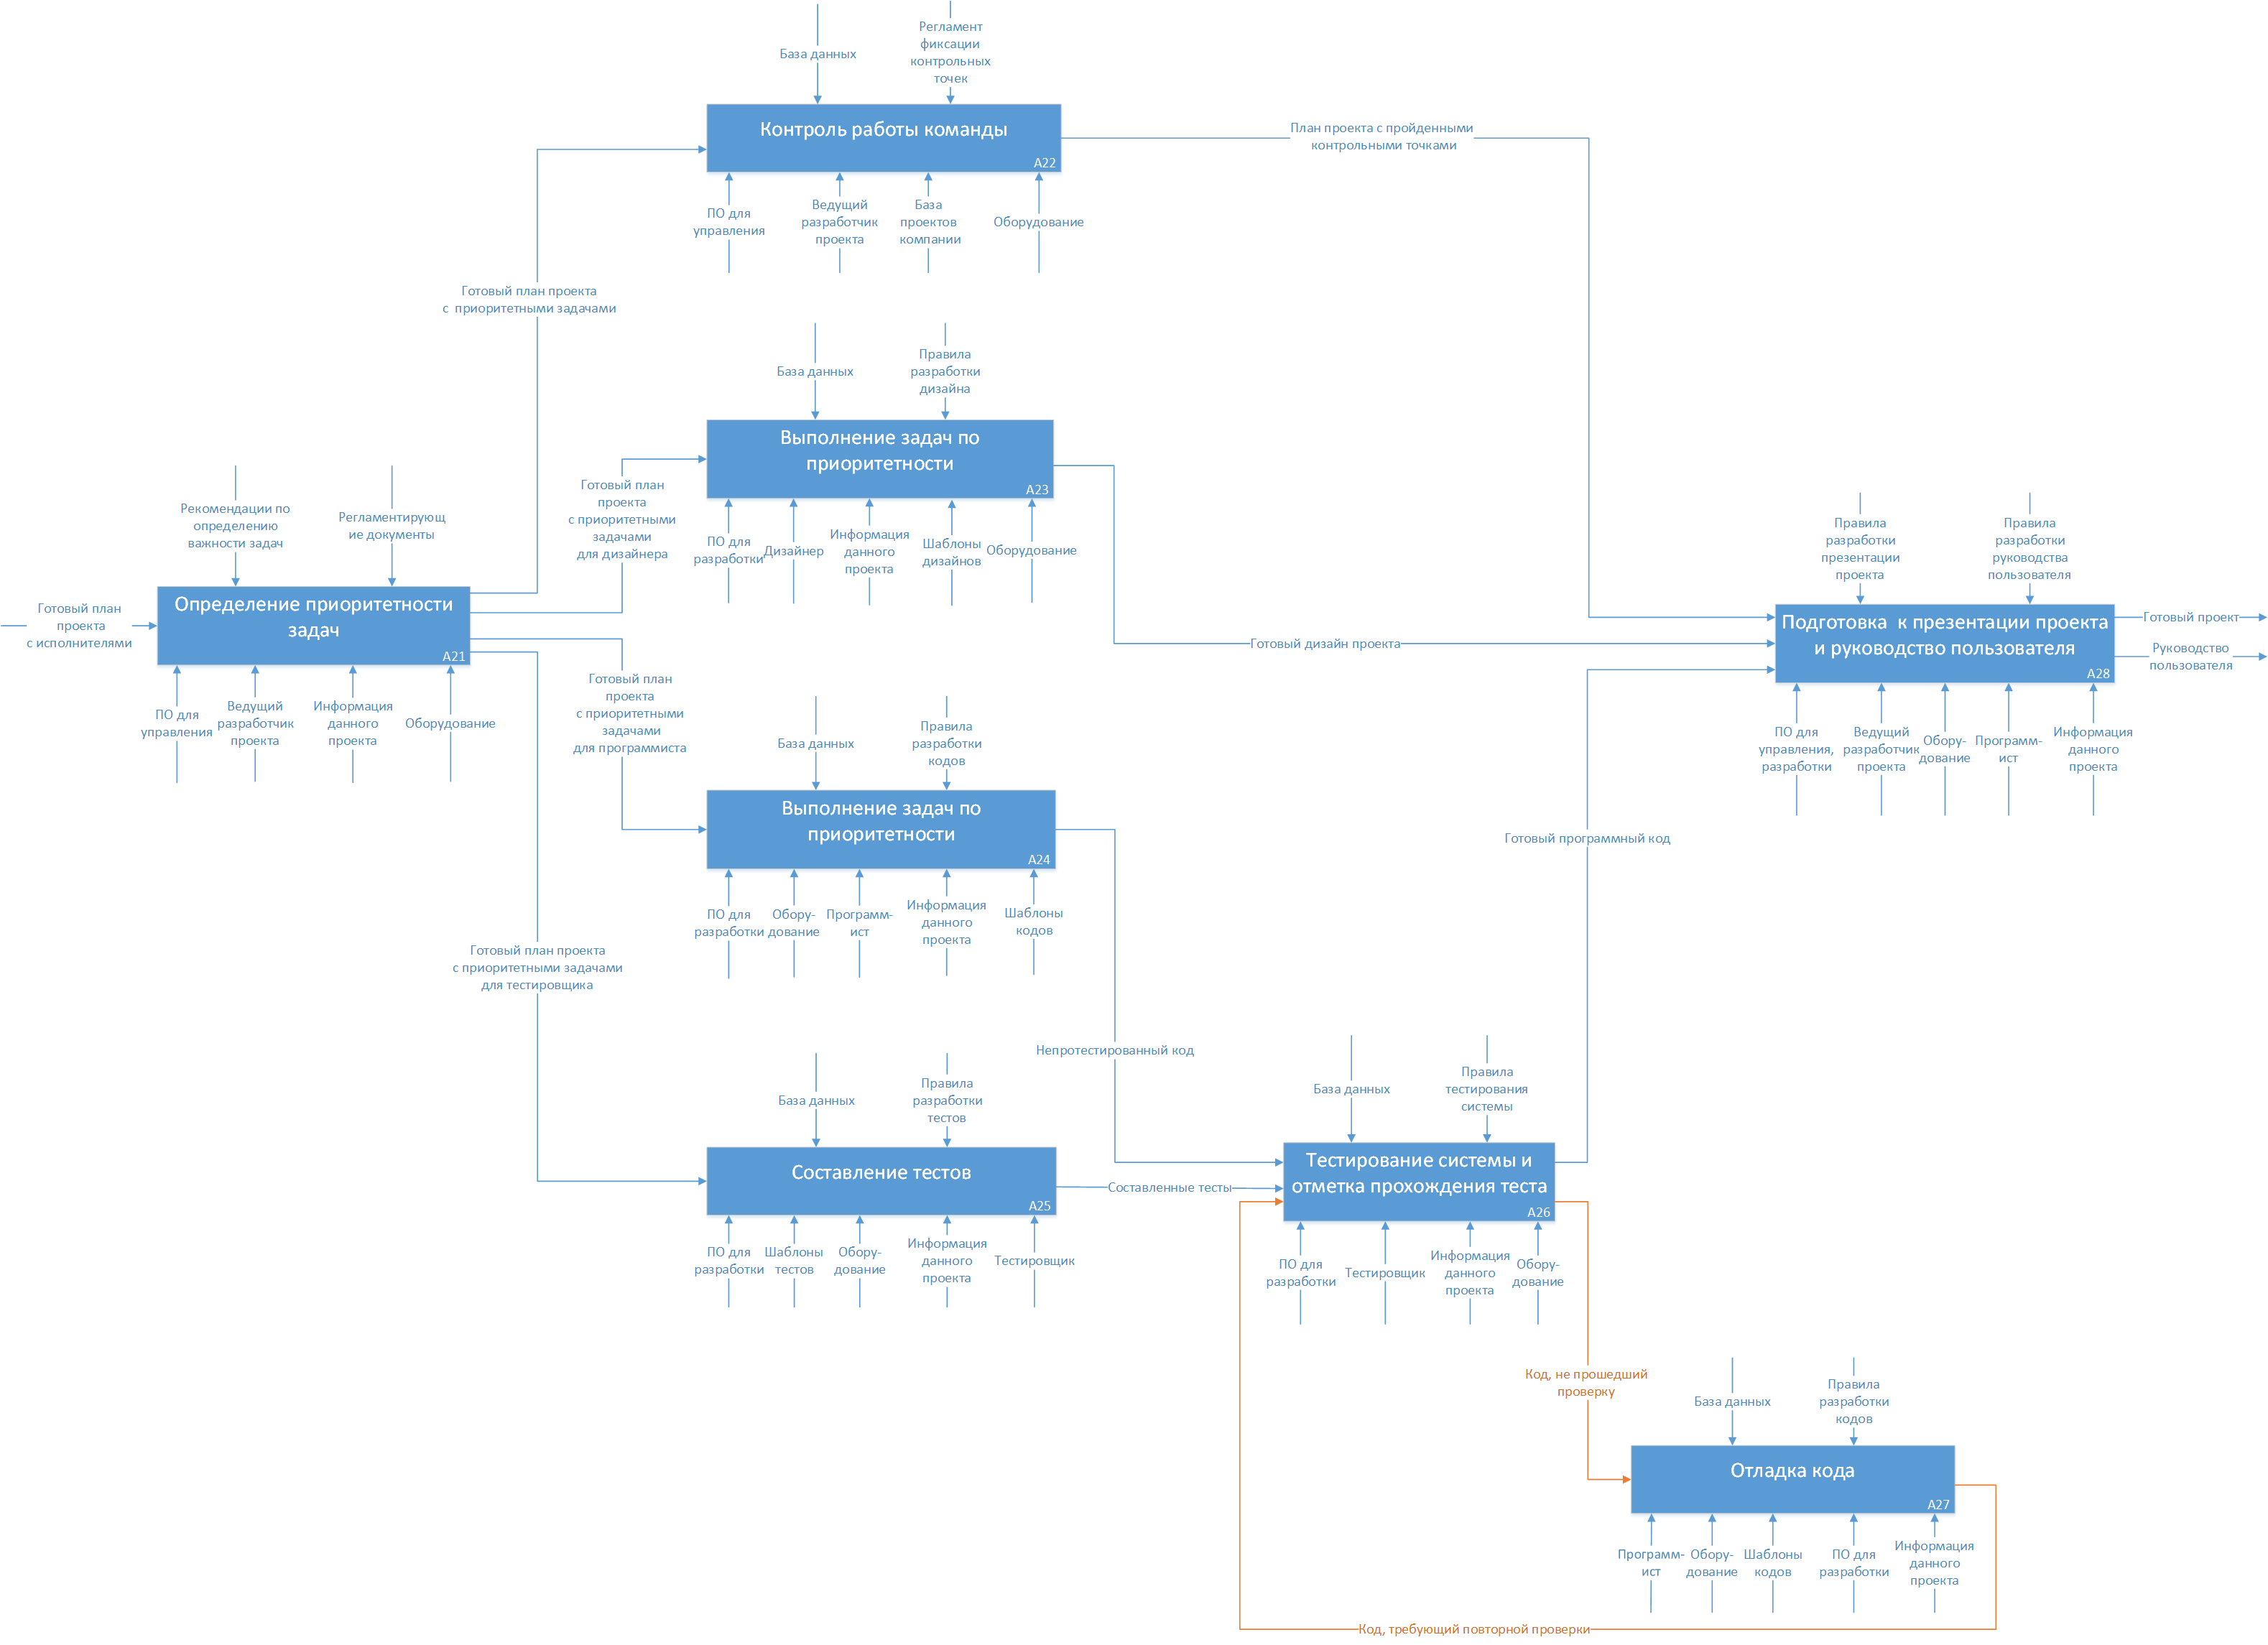 База данных
Регламент
фиксации
контрольных
точек
Контроль работы команды
A22
План проекта с пройденными
контрольными точками
ПО для
управления
Ведущий
разработчик
проекта
База
проектов
компании
Оборудование
Готовый план проекта
с приоритетными задачами
База данных
Правила
разработки
дизайна
Выполнение задач по
приоритетности
A23
Готовый план
проекта
с приоритетными
задачами
для дизайнера
ПО для
разработки
Дизайнер
Информация
данного
проекта
Шаблоны
дизайнов
Оборудование
Рекомендации по
определению
важности задач
Регламентирующ
ие документы
Готовый план
проекта
с исполнителями
Определение приоритетности
задач
A21
ПО для
управления
Ведущий
разработчик
проекта
Информация
данного
проекта
Оборудование
Готовый дизайн проекта
Правила
разработки
презентации
проекта
Правила
разработки
руководства
пользователя
Подготовка к презентации проекта
и руководство пользователя
A28
Готовый проект
Руководство
пользователя
ПО для
управления,
разработки
Ведущий
разработчик
проекта
Обору-
дование
Программ-
ист
Информация
данного
проекта
Готовый план
проекта
с приоритетными
задачами
для программиста
База данных
Правила
разработки
кодов
Выполнение задач по
приоритетности
A24
ПО для
разработки
Обору-
дование
Программ-
ист
Информация
данного
проекта
Шаблоны
кодов
Готовый программный код
Готовый план проекта
с приоритетными задачами
для тестировщика
Непротестированный код
База данных
Правила
разработки
тестов
Составление тестов
A25
ПО для
разработки
Шаблоны
тестов
Обору-
дование
Информация
данного
проекта
Тестировщик
Составленные тесты
База данных
Правила
тестирования
системы
Тестирование системы и
отметка прохождения теста
A26
ПО для
разработки
Тестировщик
Информация
данного
проекта
Обору-
дование
Код, не прошедший
проверку
База данных
Правила
разработки
кодов
Отладка кода
A27
Программ-
ист
Обору-
дование
Шаблоны
кодов
ПО для
разработки
Информация
данного
проекта
Код, требующий повторной проверки